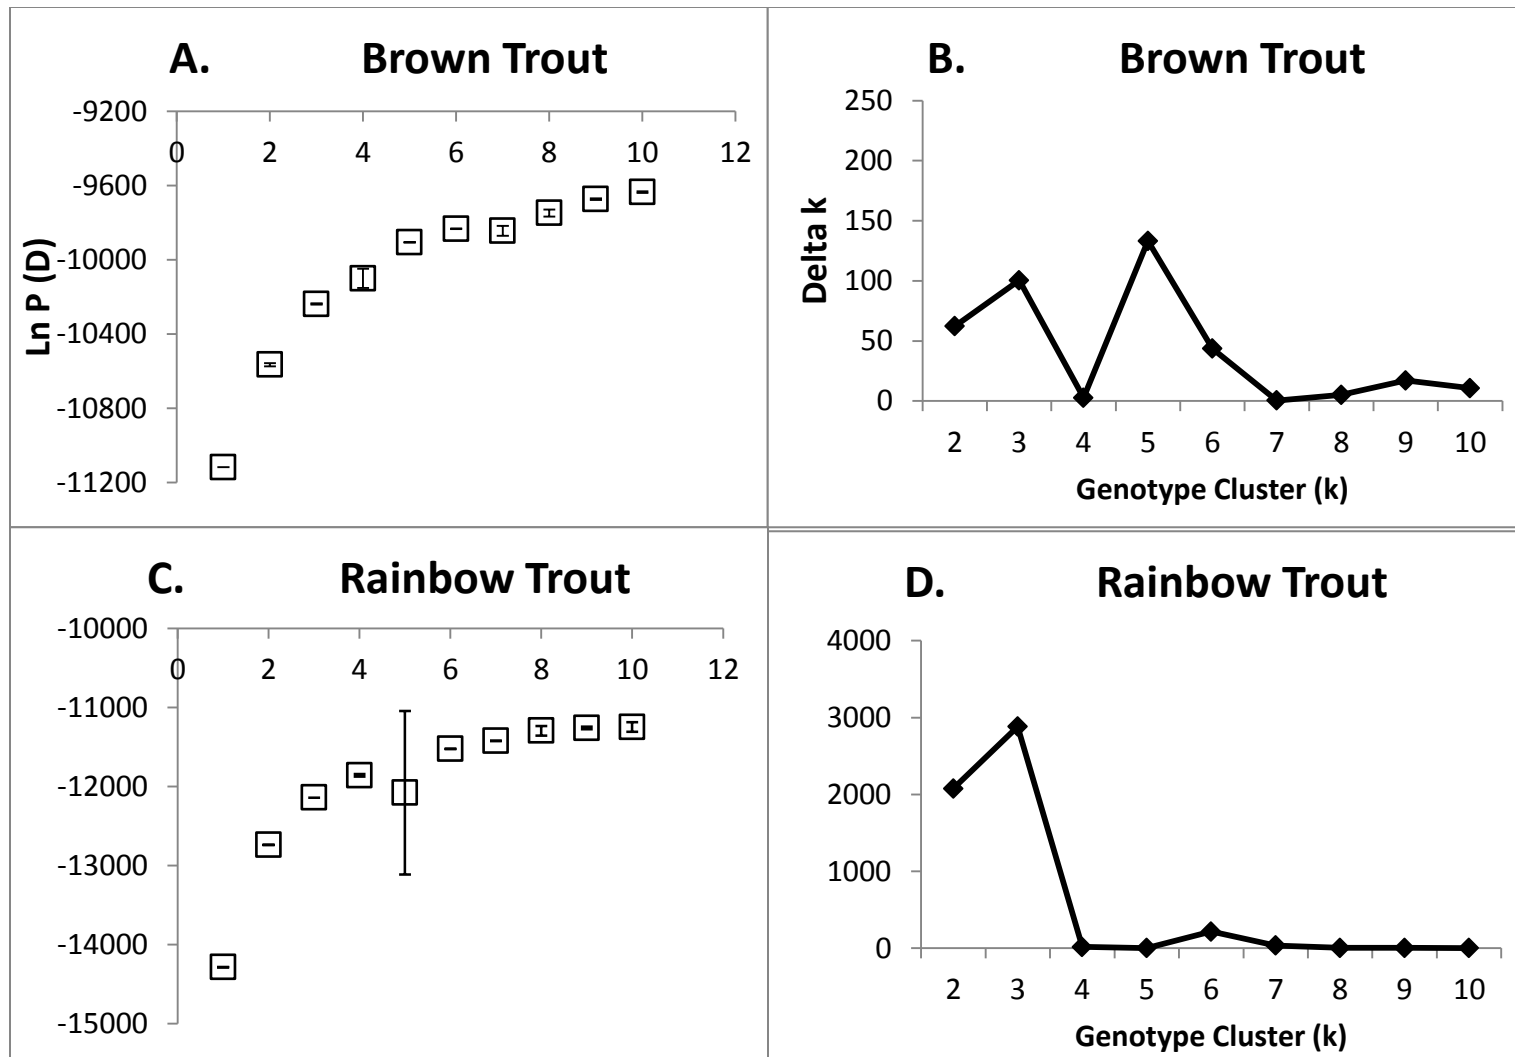 A. Brown Trout
-9200
0 2 4 6 8 10 12
-9600
-10000
-10400
-10800
-11200
Ln P (D)
B. Brown Trout
250
200
150
100
50
0
Delta k
2 3 4 5 6 7 8 9 10
Genotype Cluster (k)
C. Rainbow Trout
-10000
0 2 4 6 8 10 12
-11000
-12000
-13000
-14000
-15000
D. Rainbow Trout
4000
3000
2000
1000
0
2 3 4 5 6 7 8 9 10
Genotype Cluster (k)